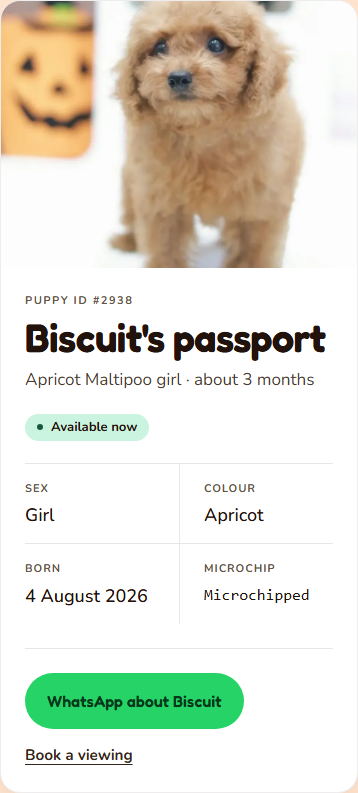 PUPPY ID #2938
Biscuit's passport
Apricot Maltipoo girl · about 3 months
Available now
SEX
Girl
COLOUR
Apricot
BORN
4 August 2026
MICROCHIP
Microchipped
WhatsApp about Biscuit
Book a viewing